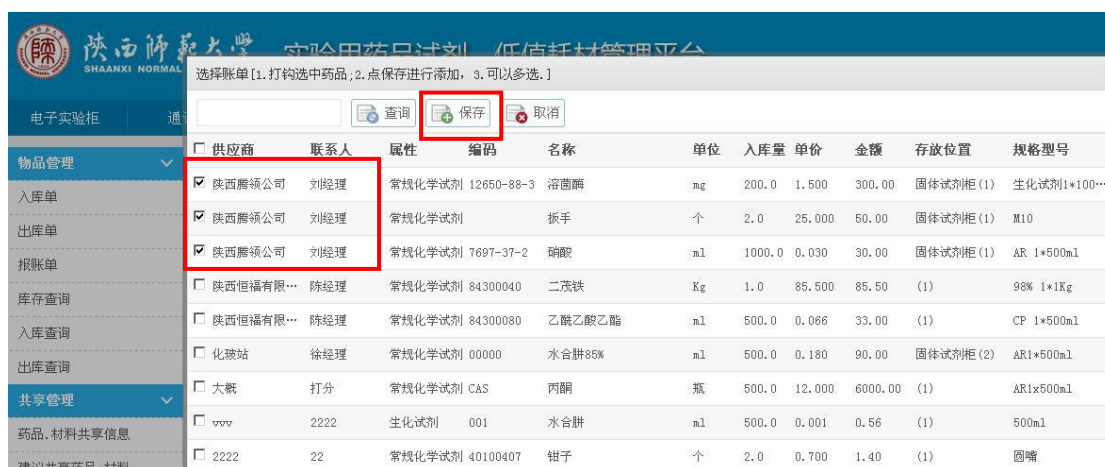 陕西师范大学 实验用药品试剂、低值耗材管理平台
SHAANXI NORMAL
选择账单[1.打钩选中药品;2.点保存进行添加，3.可以多选.]
电子实验柜 通
查询 保存 取消
供应商 联系人 属性 编码 名称 单位 入库量 单价 金额 存放位置 规格型号
物品管理
陕西腾领公司 刘经理 常规化学试剂 12650-88-3 溶菌酶 mg 200.0 1.500 300.00 固体试剂柜(1) 生化试剂1*100…
入库单
陕西腾领公司 刘经理 常规化学试剂 扳手 个 2.0 25.000 50.00 固体试剂柜(1) M10
出库单
陕西腾领公司 刘经理 常规化学试剂 7697-37-2 硝酸 ml 1000.0 0.030 30.00 固体试剂柜(1) AR 1*500ml
报账单
陕西恒福有限… 陈经理 常规化学试剂 84300040 二茂铁 Kg 1.0 85.500 85.50 (1) 98% 1*1Kg
库存查询
陕西恒福有限… 陈经理 常规化学试剂 84300080 乙酰乙酸乙酯 ml 500.0 0.066 33.00 (1) CP 1*500ml
入库查询
化玻站 徐经理 常规化学试剂 00000 水合肼85% ml 500.0 0.180 90.00 固体试剂柜(2) AR1*500ml
出库查询
大概 打分 常规化学试剂 CAS 丙酮 瓶 500.0 12.000 6000.00 (1) AR1x500ml
共享管理
vvv 2222 生化试剂 001 水合肼 ml 500.0 0.001 0.56 (1) 500ml
药品.材料共享信息
2222 22 常规化学试剂 40100407 钳子 个 2.0 0.700 1.40 (1) 圆嘴
建议共享药品.材料